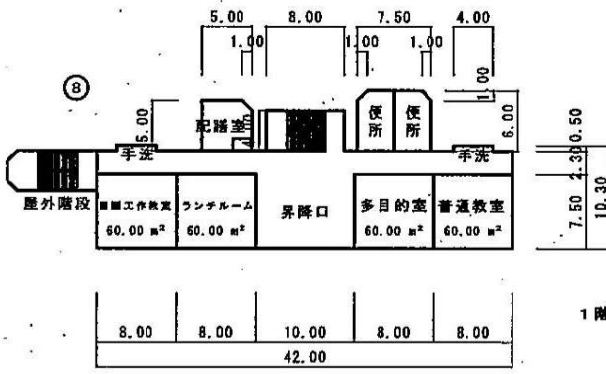 5.00 8.00 7.50 4.00
1.00 1.00 1.00
⑧
1.00
5.00
配膳室
便所 便所
6.00
0.50
手洗 手洗
2.30
屋外階段
図画工作教室 ランチルーム 昇降口 多目的室 普通教室
60.00 m² 60.00 m² 60.00 m² 60.00 m²
7.50
10.30
1階
8.00 8.00 10.00 8.00 8.00
42.00